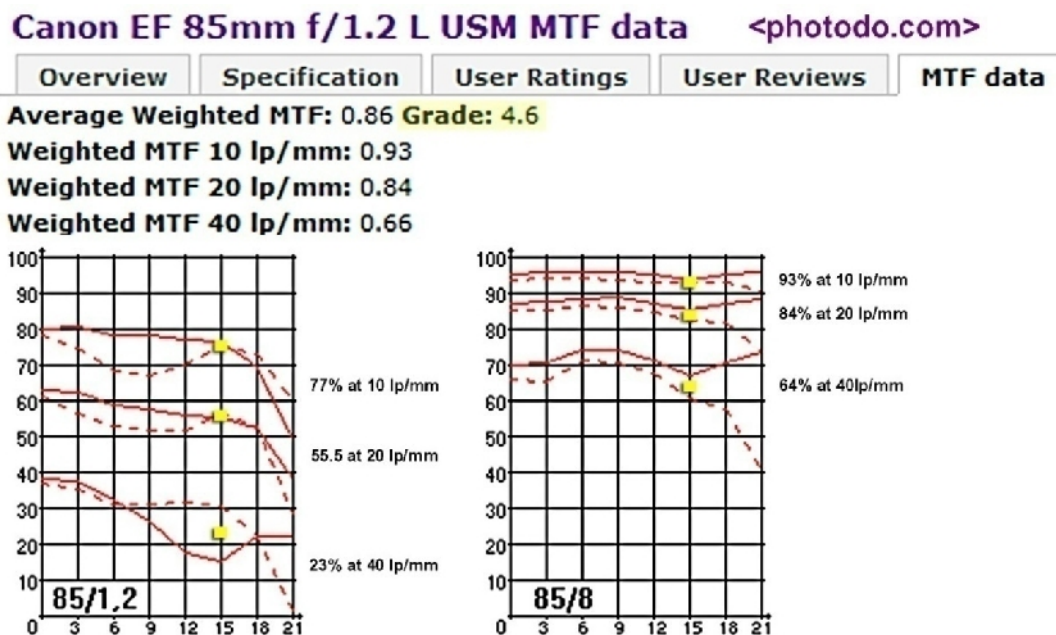 Canon EF 85mm f/1.2 L USM MTF data <photodo.com>
Overview Specification User Ratings User Reviews MTF data
Average Weighted MTF: 0.86 Grade: 4.6
Weighted MTF 10 lp/mm: 0.93
Weighted MTF 20 lp/mm: 0.84
Weighted MTF 40 lp/mm: 0.66
100
90
80
70
60
50
40
30
20
10
0 3 6 9 12 15 18 21
77% at 10 lp/mm
55.5 at 20 lp/mm
23% at 40 lp/mm
85/1,2
100
90
80
70
60
50
40
30
20
10
0 3 6 9 12 15 18 21
93% at 10 lp/mm
84% at 20 lp/mm
64% at 40lp/mm
85/8